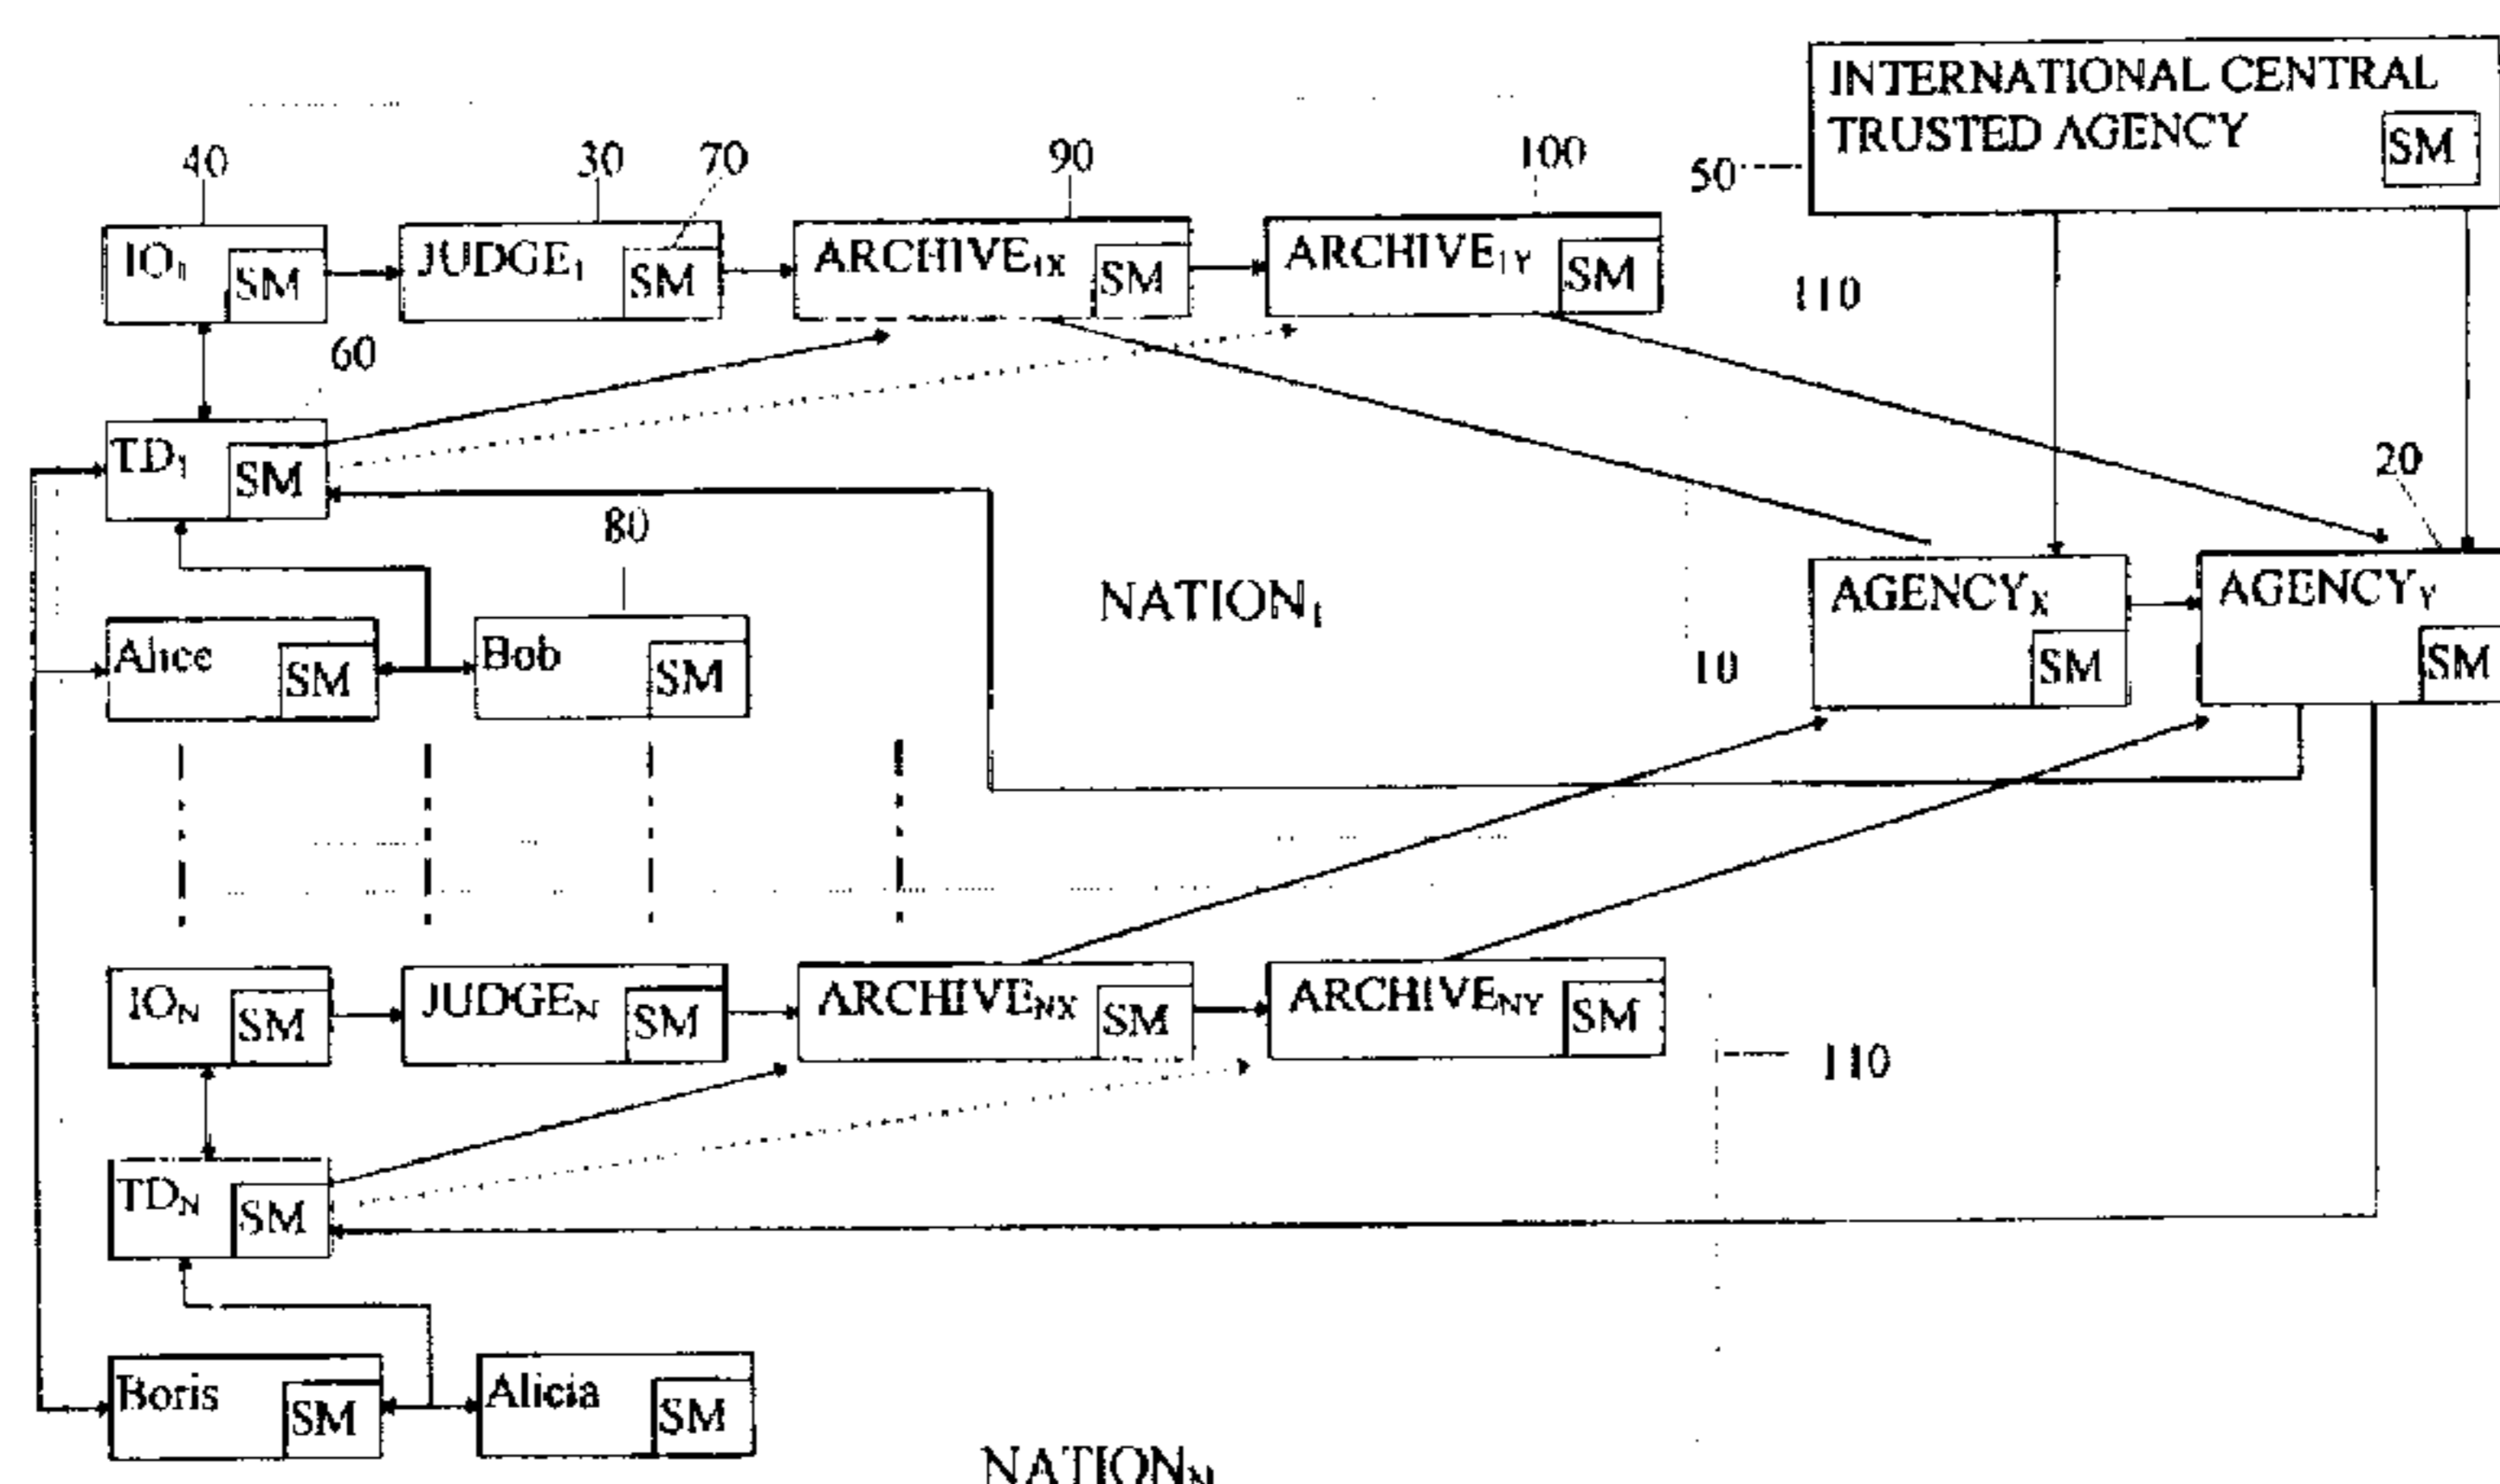 INTERNATIONAL CENTRAL
TRUSTED AGENCY
SM
50
40
30
70
90
100
IO₁
SM
JUDGE₁
SM
ARCHIVE₁X
SM
ARCHIVE₁Y
SM
110
60
TD₁
SM
20
80
NATION₁
AGENCYX
SM
AGENCYY
SM
Alice
SM
Bob
SM
10
ION
SM
JUDGEN
SM
ARCHIVENX
SM
ARCHIVENY
SM
110
TDN
SM
Boris
SM
Alicia
SM
NATIONN